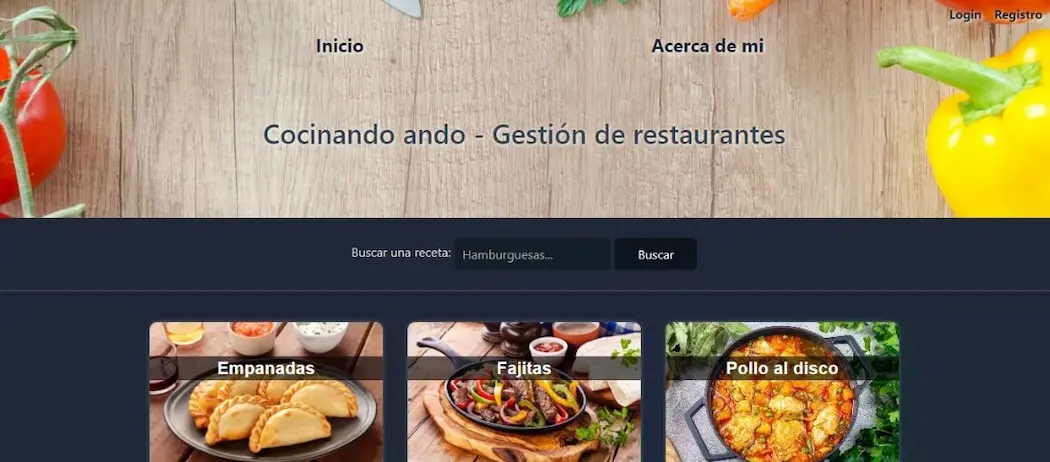 Login Registro
Inicio Acerca de mi
Cocinando ando - Gestión de restaurantes
Buscar una receta: Hamburguesas... Buscar
Empanadas Fajitas Pollo al disco